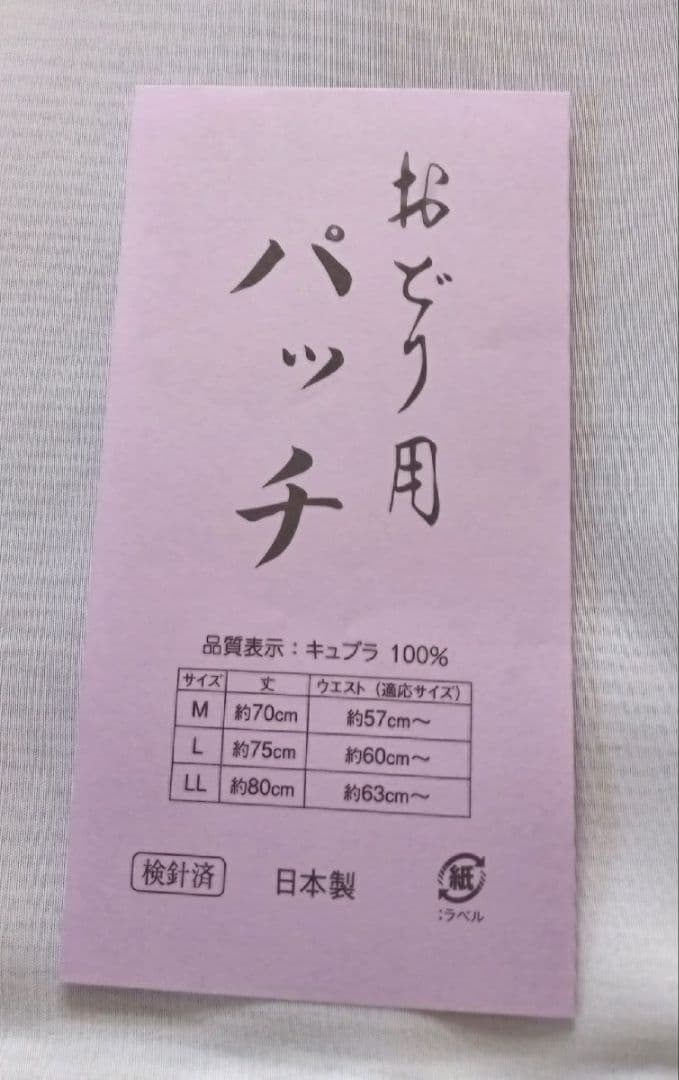 おどり用
パッチ
品質表示：キュプラ 100%
サイズ 丈 ウエスト（適応サイズ）
M 約70cm 約57cm〜
L 約75cm 約60cm〜
LL 約80cm 約63cm〜
検針済 日本製 紙
：ラベル